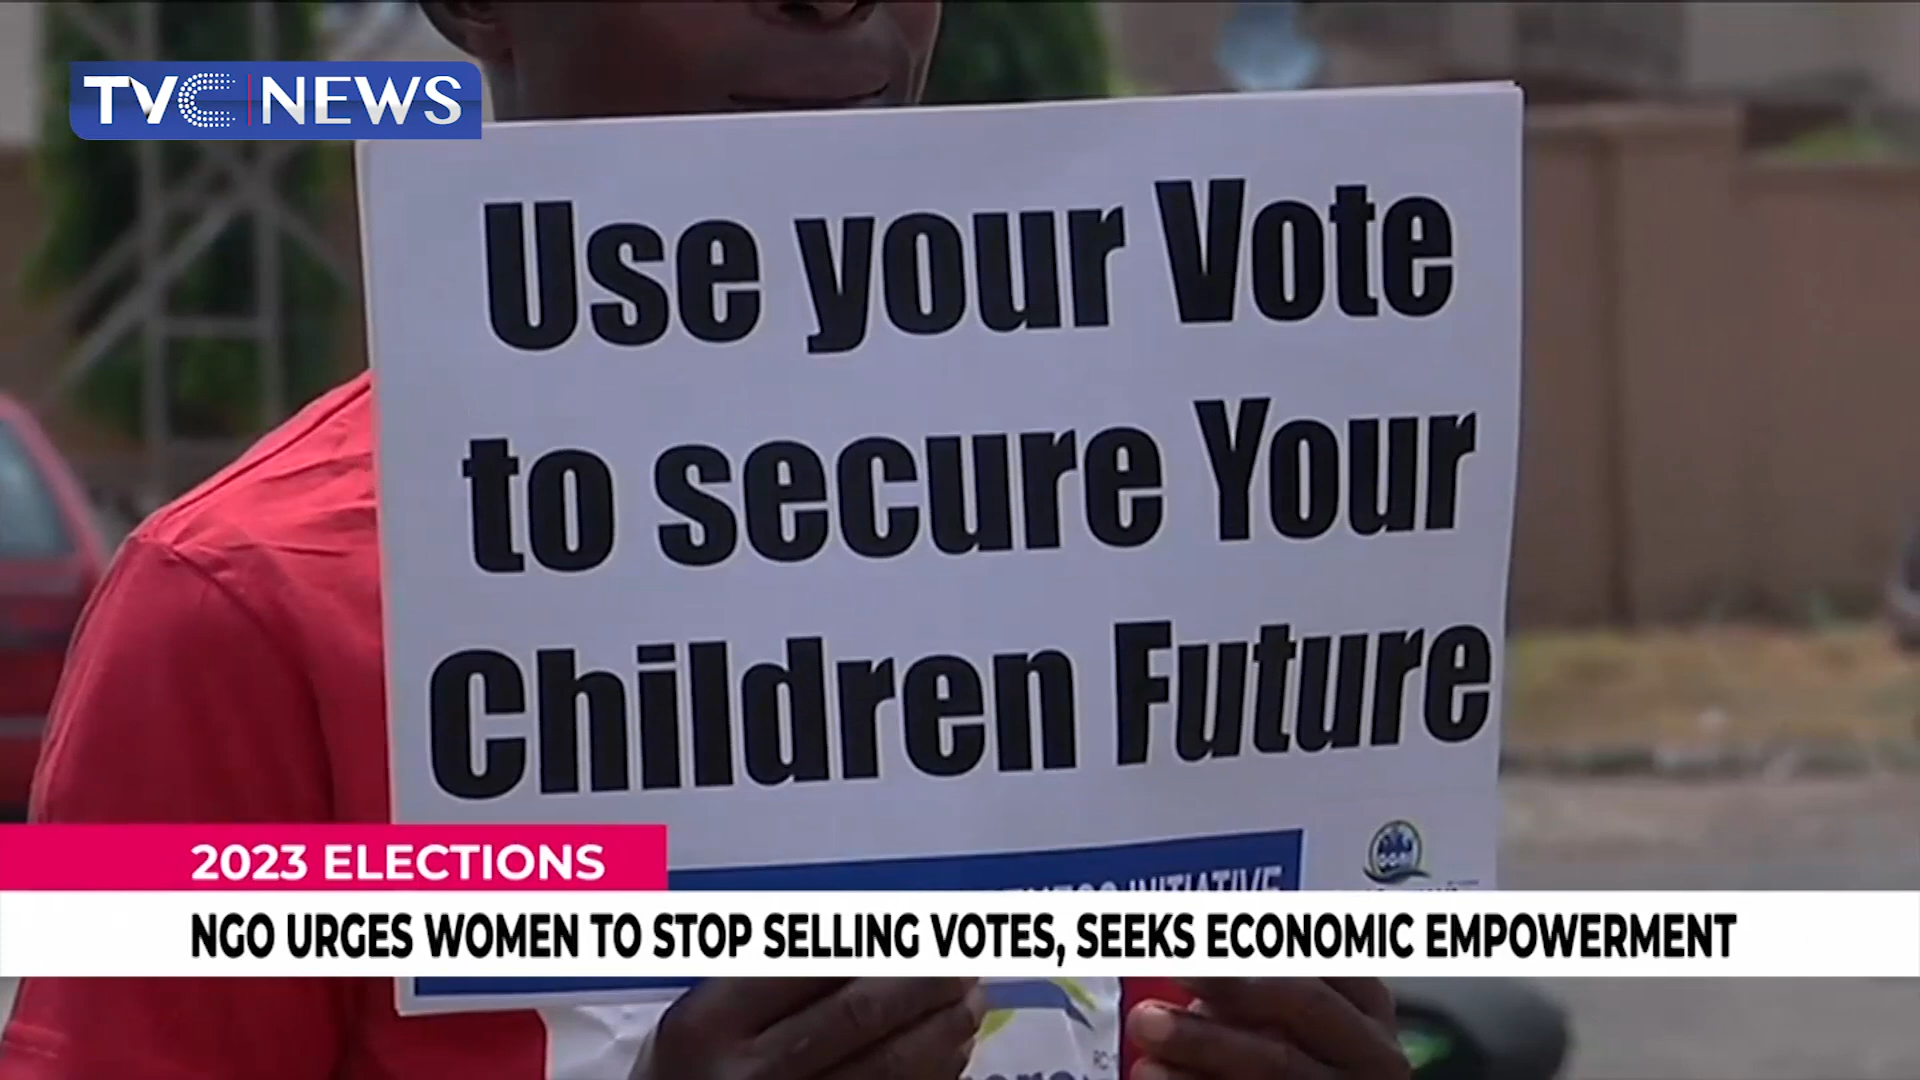 TVC NEWS
Use your Vote
to secure Your
Children Future
INITIATIVE
2023 ELECTIONS
NGO URGES WOMEN TO STOP SELLING VOTES, SEEKS ECONOMIC EMPOWERMENT